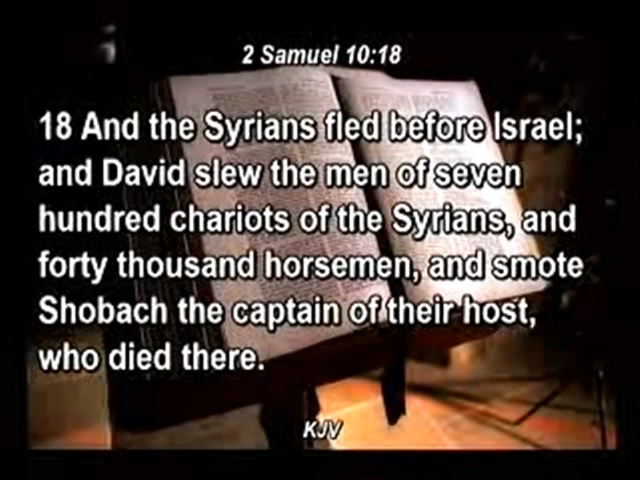 2 Samuel 10:18
18 And the Syrians fled before Israel;
and David slew the men of seven
hundred chariots of the Syrians, and
forty thousand horsemen, and smote
Shobach the captain of their host,
who died there.
KJV